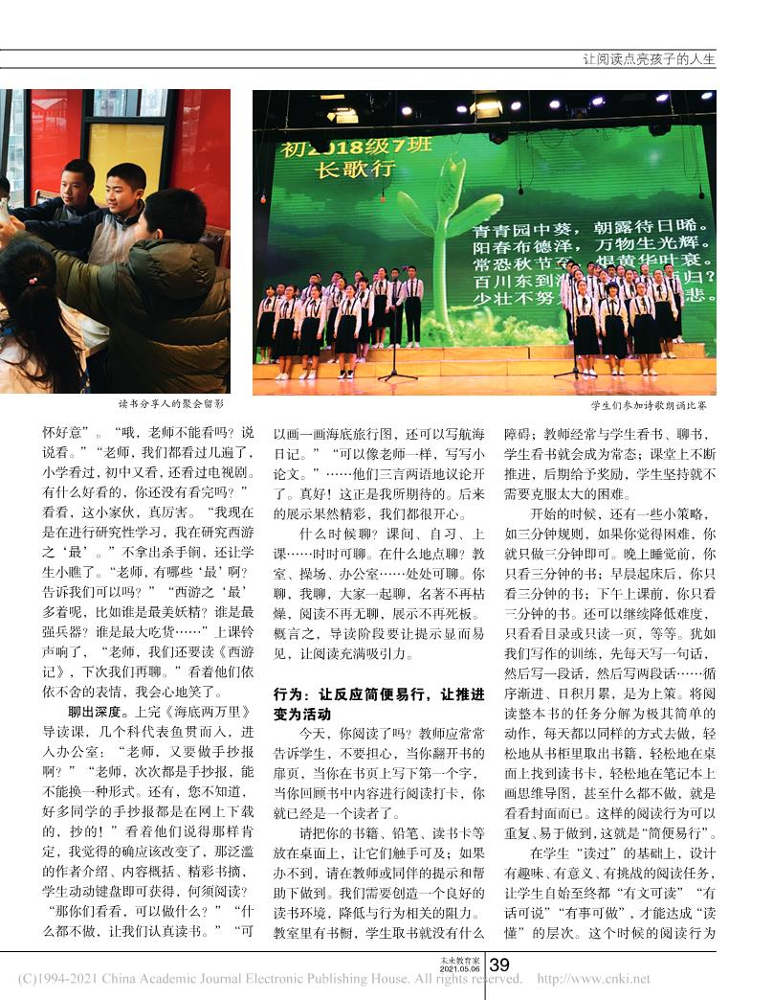 让阅读点亮孩子的人生
初2018级7班
长歌行
青青园中葵，朝露待日晞。
阳春布德泽，万物生光辉。
常恐秋节至，焜黄华叶衰。
百川东到海
归？
少壮不努
悲。
读书分享人的聚会留影
学生们参加诗歌朗诵比赛
怀好意”。“哦，老师不能看吗？说
说看。”“老师，我们都看过几遍了，
小学看过，初中又看，还看过电视剧。
有什么好看的，你还没有看完吗？”
看看，这小家伙，真厉害。“我现在
是在进行研究性学习，我在研究西游
之‘最’。”不拿出杀手锏，还让学
生小瞧了。“老师，有哪些‘最’啊？
告诉我们可以吗？”“西游之‘最’
多着呢，比如谁是最美妖精？谁是最
强兵器？谁是最大吃货……”上课铃
声响了，“老师，我们还要读《西游
记》，下次我们再聊。”看着他们依
依不舍的表情，我会心地笑了。
聊出深度。上完《海底两万里》
导读课，几个科代表鱼贯而人，进
人办公室：“老师，又要做手抄报
啊？”“老师，次次都是手抄报，能
不能换一种形式。还有，您不知道，
好多同学的手抄报都是在网上下载
的，抄的！”看着他们说得那样肯
定，我觉得的确应该改变了，那泛滥
的作者介绍、内容概括、精彩书摘，
学生动动键盘即可获得，何须阅读？
“那你们看看，可以做什么？”“什
么都不做，让我们认真读书。”“可
以画一画海底旅行图，还可以写航海
日记。”“可以像老师一样，写写小
论文。”……他们三言两语地议论开
了。真好！这正是我所期待的。后来
的展示果然精彩，我们都很开心。
什么时候聊？课间、自习、上
课……时时可聊。在什么地点聊？教
室、操场、办公室……处处可聊。你
聊，我聊，大家一起聊，名著不再枯
燥，阅读不再无聊，展示不再死板。
概言之，导读阶段要让提示显而易
见，让阅读充满吸引力。
行为：让反应简便易行，让推进
变为活动
今天，你阅读了吗？教师应常常
告诉学生，不要担心，当你翻开书的
扉页，当你在书页上写下第一个字，
当你回顾书中内容进行阅读打卡，你
就已经是一个读者了。
请把你的书籍、铅笔、读书卡等
放在桌面上，让它们触手可及；如果
办不到，请在教师或同伴的提示和帮
助下做到。我们需要创造一个良好的
读书环境，降低与行为相关的阻力。
教室里有书橱，学生取书就没有什么
障碍；教师经常与学生看书、聊书，
学生看书就会成为常态；课堂上不断
推进，后期给予奖励，学生坚持就不
需要克服太大的困难。
开始的时候，还有一些小策略，
如三分钟规则，如果你觉得困难，你
就只做三分钟即可。晚上睡觉前，你
只看三分钟的书；早晨起床后，你只
看三分钟的书；下午上课前，你只看
三分钟的书。还可以继续降低难度，
只看看目录或只读一页，等等。犹如
我们写作的训练，先每天写一句话，
然后写一段话，然后写两段话……循
序渐进、日积月累，是为上策。将阅
读整本书的任务分解为极其简单的
动作，每天都以同样的方式去做，轻
松地从书柜里取出书籍，轻松地在桌
面上找到读书卡，轻松地在笔记本上
画思维导图，甚至什么都不做，就是
看看封面而已。这样的阅读行为可以
重复、易于做到，这就是“简便易行”。
在学生“读过”的基础上，设计
有趣味、有意义、有挑战的阅读任务，
让学生自始至终都“有文可读”“有
话可说”“有事可做”，才能达成“读
懂”的层次。这个时候的阅读行为
未来教育家
2021.05.06
39
(C)1994-2021 China Academic Journal Electronic Publishing House. All rights reserved. http://www.cnki.net